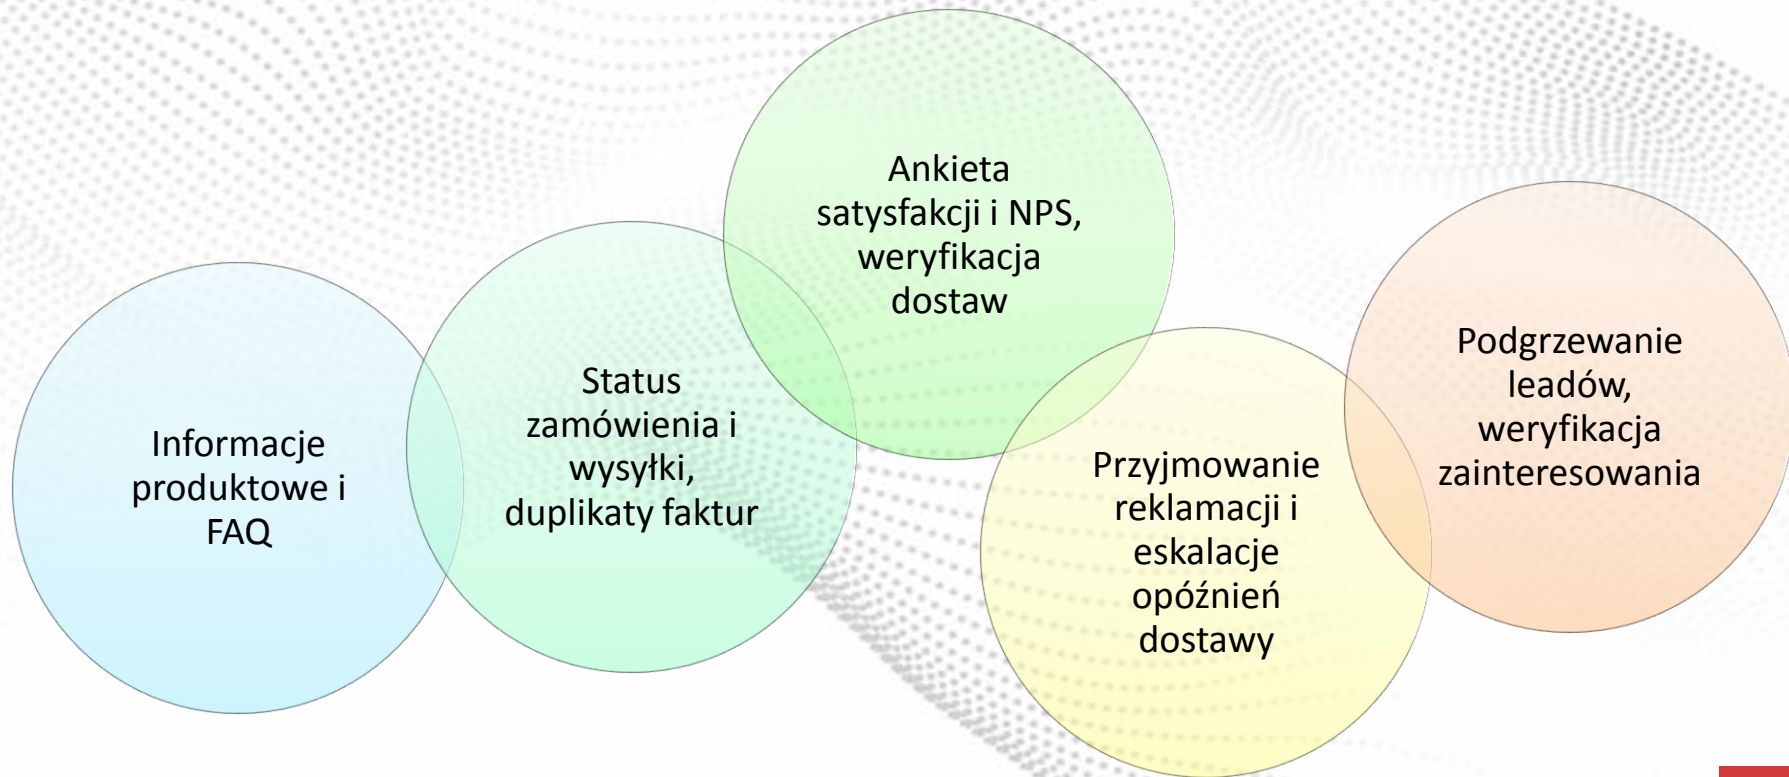 Informacje
produktowe i
FAQ
Status
zamówienia i
wysyłki,
duplikaty faktur
Ankieta
satysfakcji i NPS,
weryfikacja
dostaw
Przyjmowanie
reklamacji i
eskalacje
opóźnień
dostawy
Podgrzewanie
leadów,
weryfikacja
zainteresowania